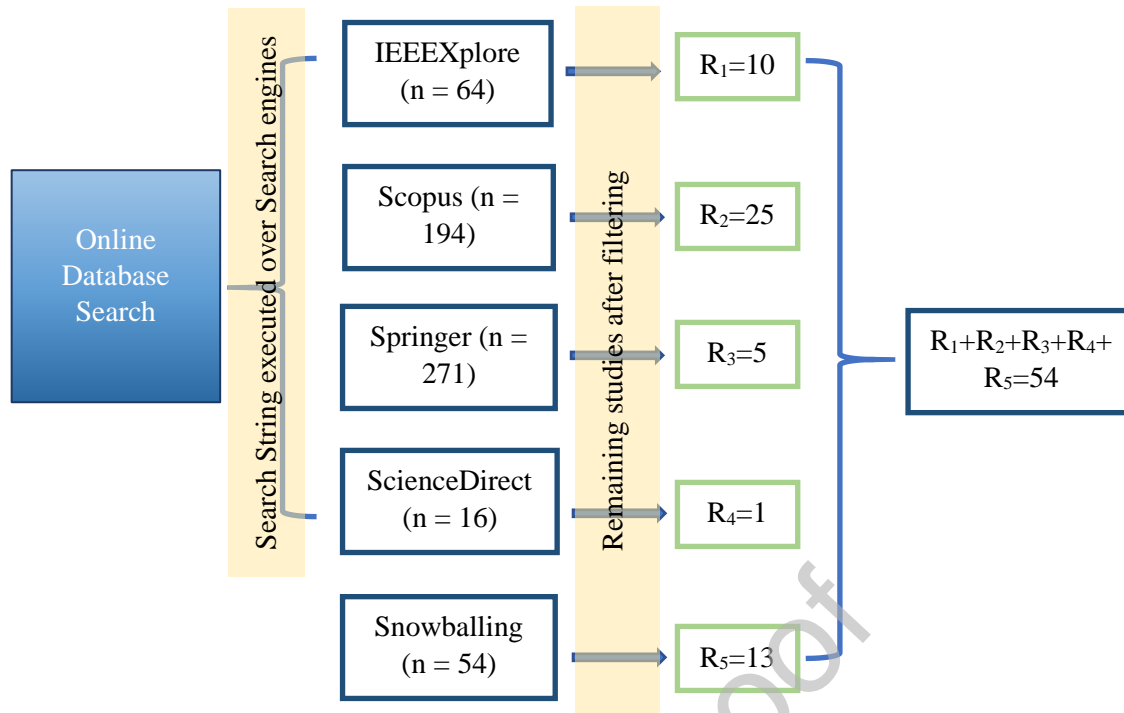 Online
Database
Search
Search String executed over Search engines
IEEEXplore
(n = 64)
Scopus (n =
194)
Springer (n =
271)
ScienceDirect
(n = 16)
Snowballing
(n = 54)
Remaining studies after filtering
R₁=10
R₂=25
R₃=5
R₄=1
R₅=13
R₁+R₂+R₃+R₄+
R₅=54